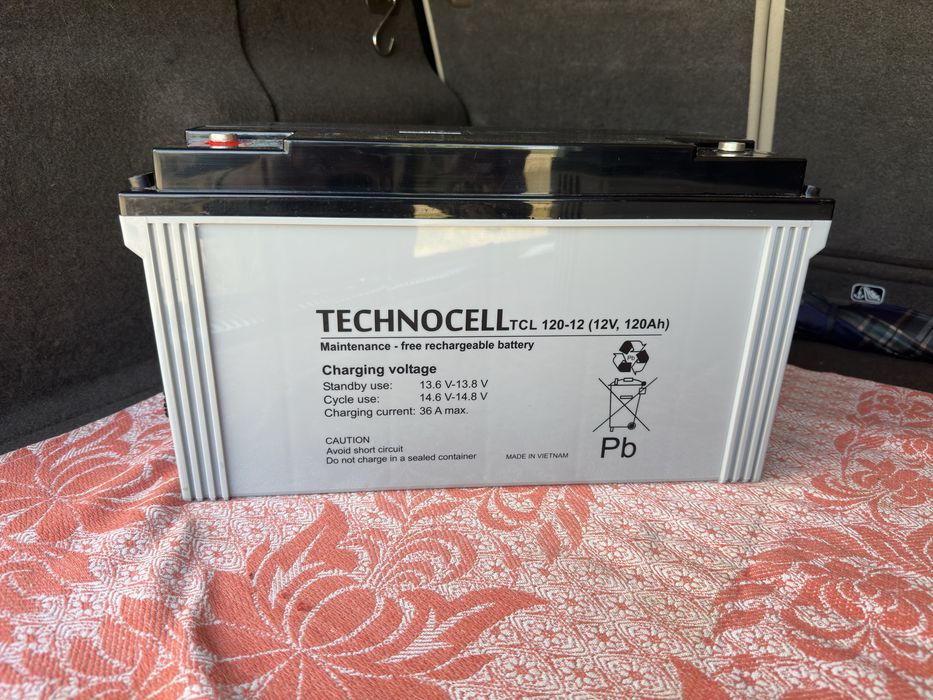 TECHNOCELL TCL 120-12 (12V, 120Ah)
Maintenance - free rechargeable battery
Charging voltage
Standby use: 13.6 V-13.8 V
Cycle use: 14.6 V-14.8 V
Charging current: 36 A max.
CAUTION
Avoid short circuit
Do not charge in a sealed container
MADE IN VIETNAM
Pb
Pb